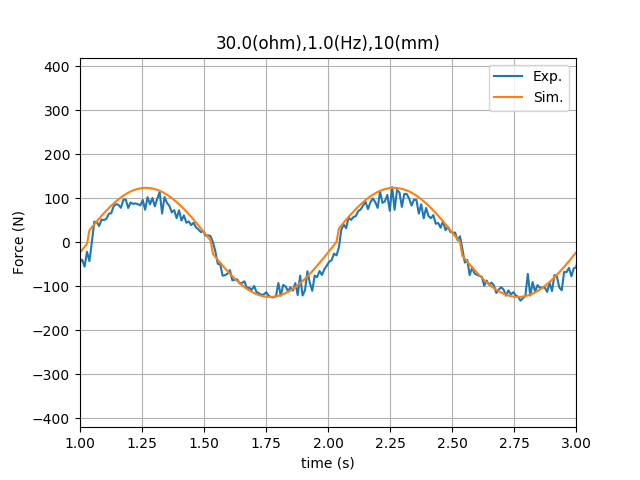 30.0(ohm),1.0(Hz),10(mm)
Exp.
Sim.
400
300
200
100
0
−100
−200
−300
−400
Force (N)
1.00 1.25 1.50 1.75 2.00 2.25 2.50 2.75 3.00
time (s)